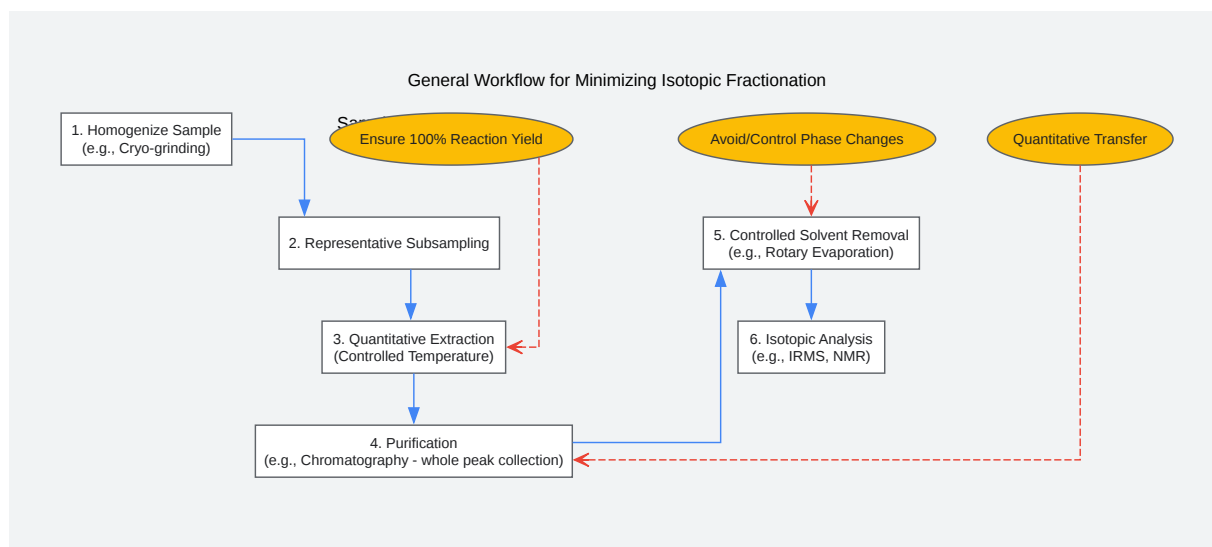 General Workflow for Minimizing Isotopic Fractionation
1. Homogenize Sample
(e.g., Cryo-grinding)
Ensure 100% Reaction Yield
Avoid/Control Phase Changes
Quantitative Transfer
2. Representative Subsampling
5. Controlled Solvent Removal
(e.g., Rotary Evaporation)
3. Quantitative Extraction
(Controlled Temperature)
6. Isotopic Analysis
(e.g., IRMS, NMR)
4. Purification
(e.g., Chromatography - whole peak collection)